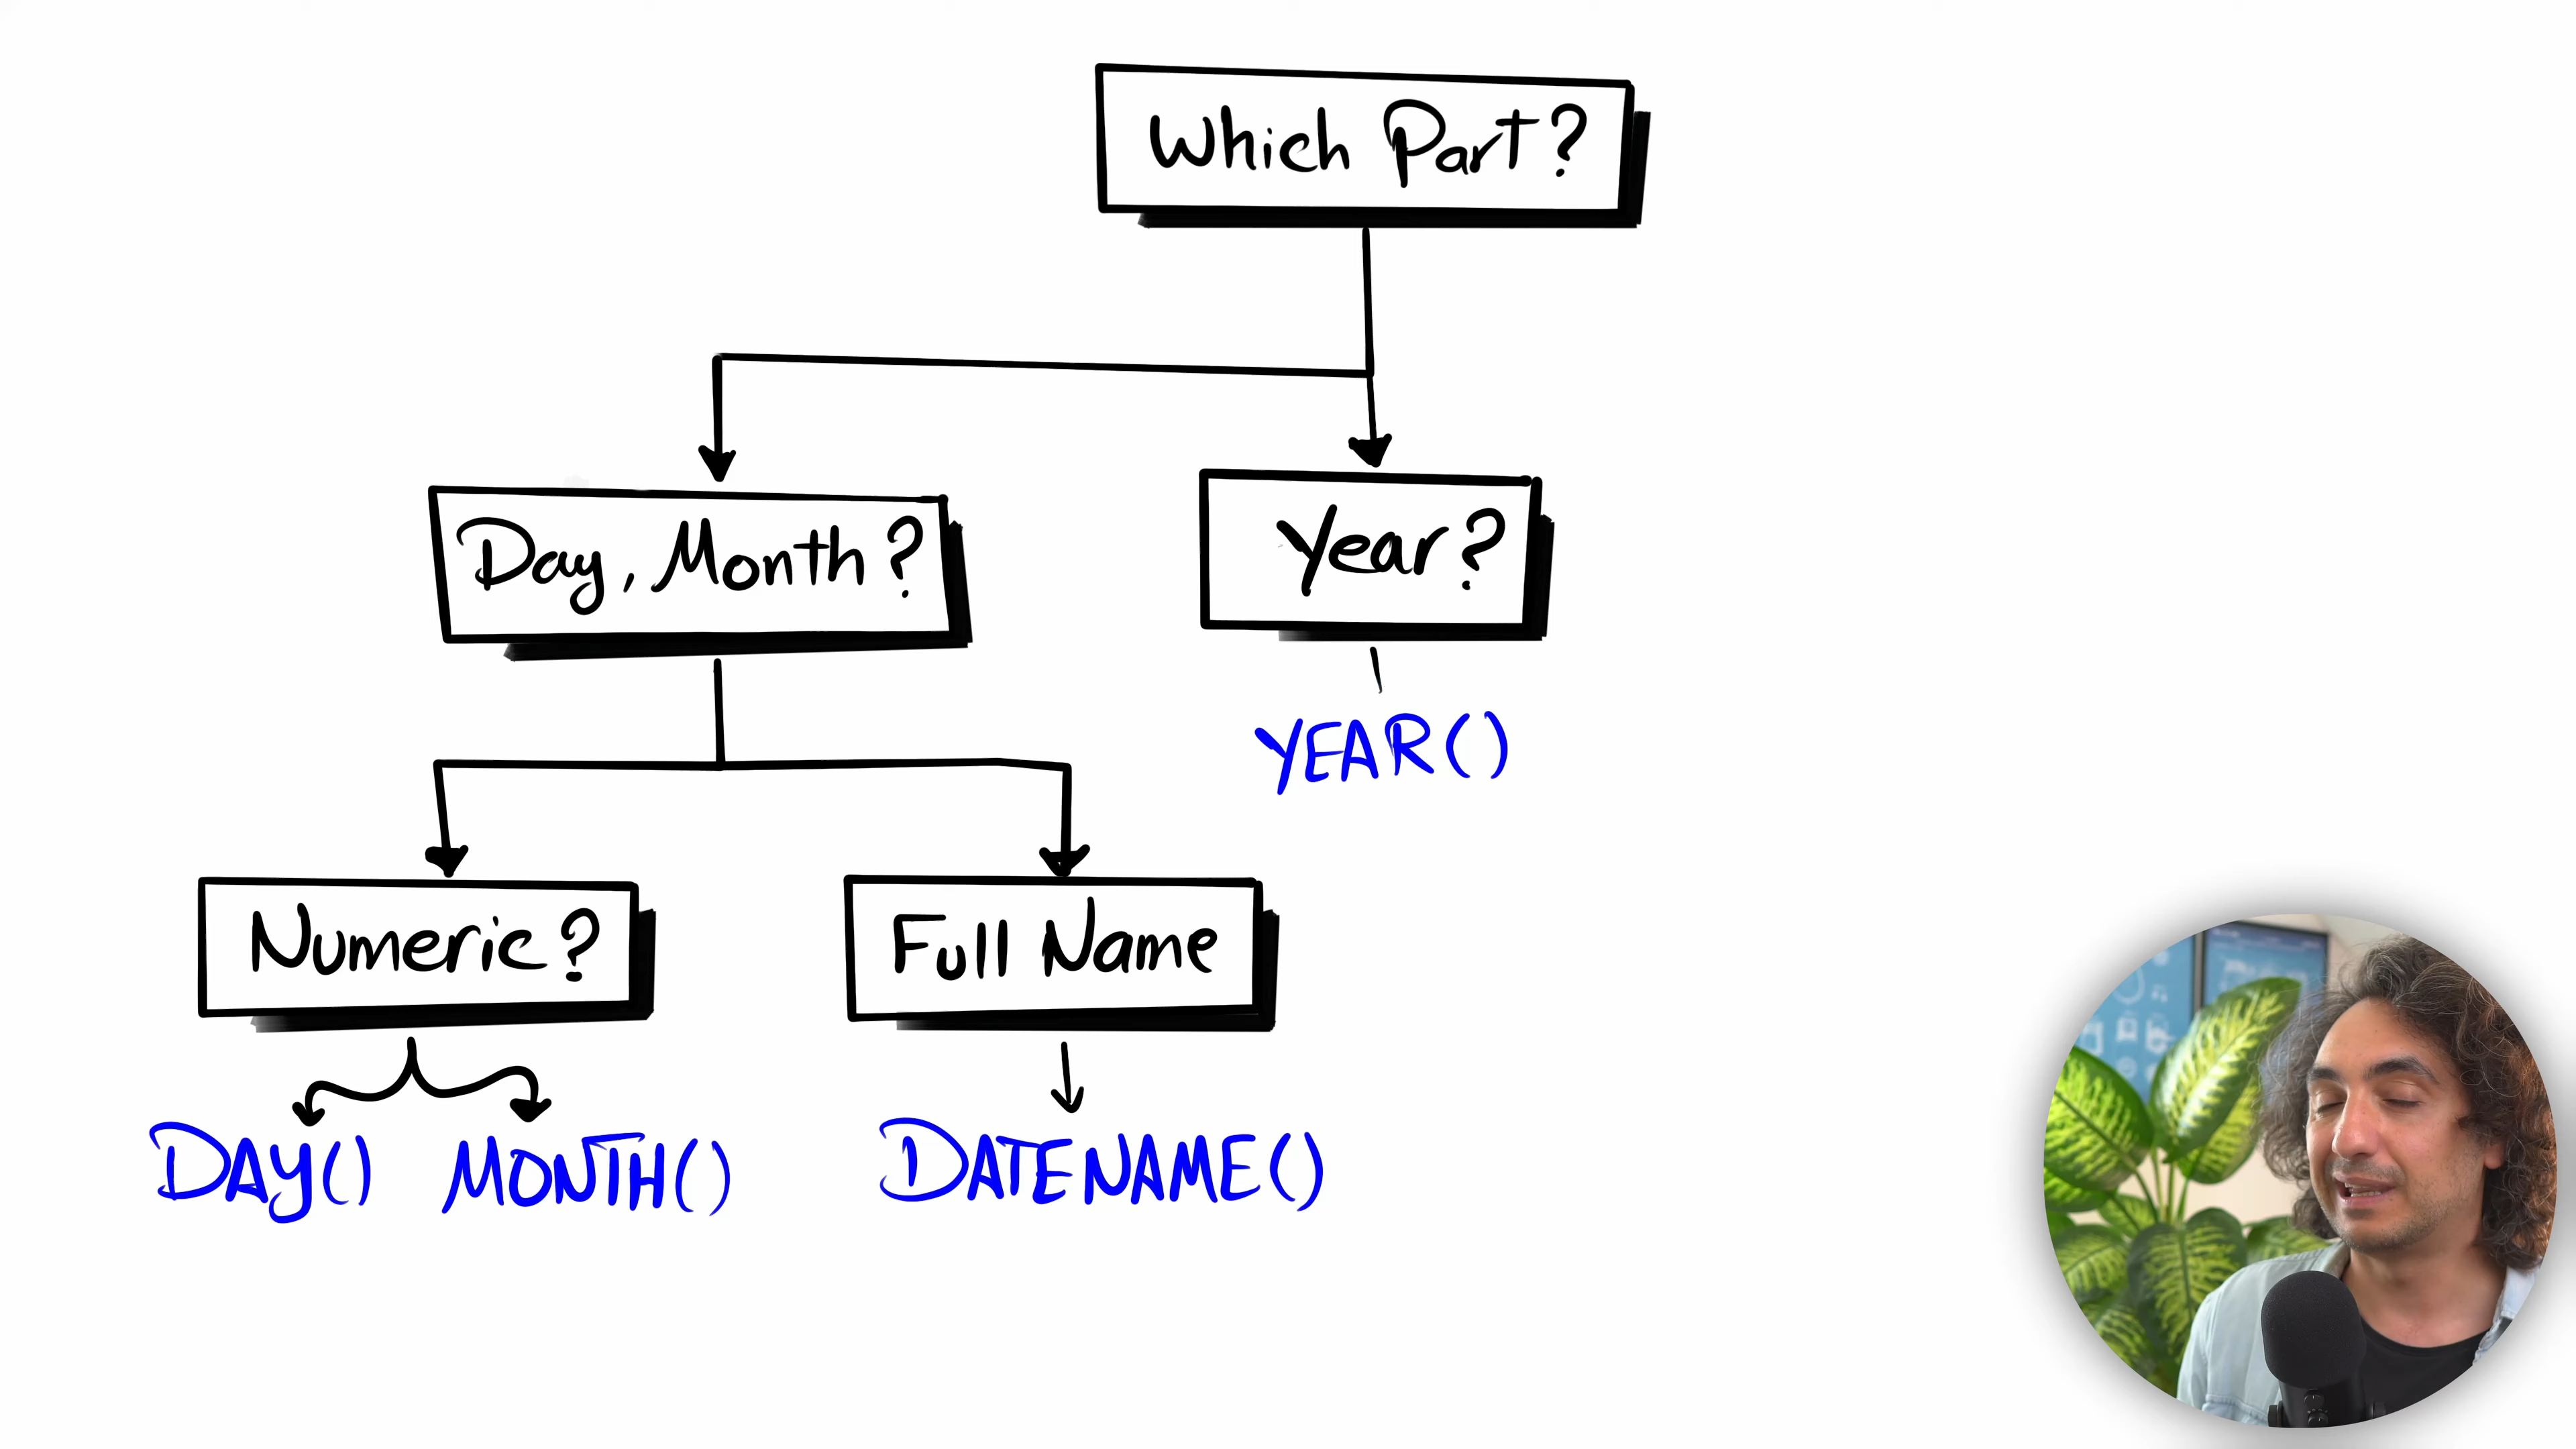 Which Part?
Day, Month?
Year?
YEAR()
Numeric?
Full Name
DAY()
MONTH()
DATENAME()